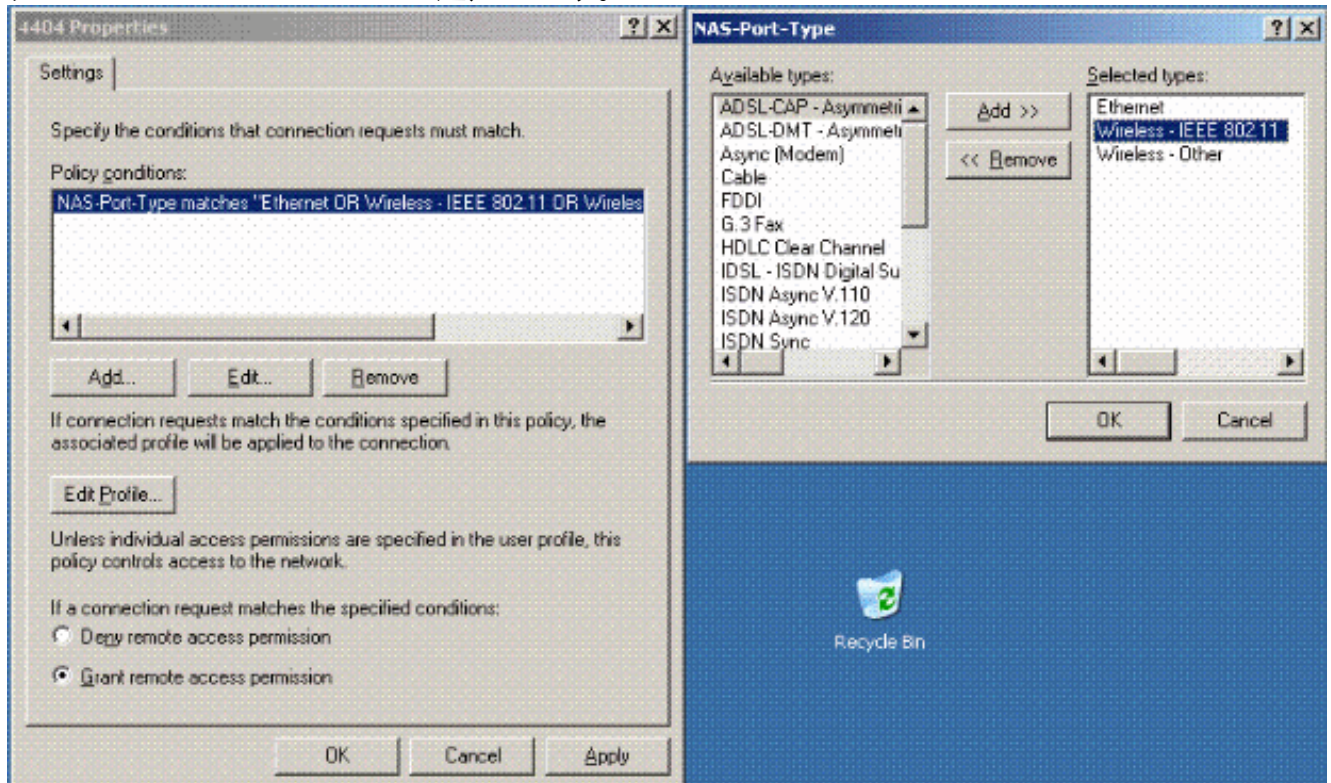 4404 Properties
Settings
Specify the conditions that connection requests must match.
Policy conditions:
NAS-Port-Type matches "Ethernet OR Wireless - IEEE 802.11 OR Wireles
Add...
Edit...
Remove
If connection requests match the conditions specified in this policy, the
associated profile will be applied to the connection.
Edit Profile...
Unless individual access permissions are specified in the user profile, this
policy controls access to the network.
If a connection request matches the specified conditions:
Deny remote access permission
Grant remote access permission
OK
Cancel
Apply
NAS-Port-Type
Available types:
ADSL-CAP - Asymmetri
ADSL-DMT - Asymmetr
Async (Modem)
Cable
FDDI
G.3 Fax
HDLC Clear Channel
IDSL - ISDN Digital Su
ISDN Async V.110
ISDN Async V.120
ISDN Sync
Add >>
<< Remove
Selected types:
Ethernet
Wireless - IEEE 802.11
Wireless - Other
OK
Cancel
Recycle Bin